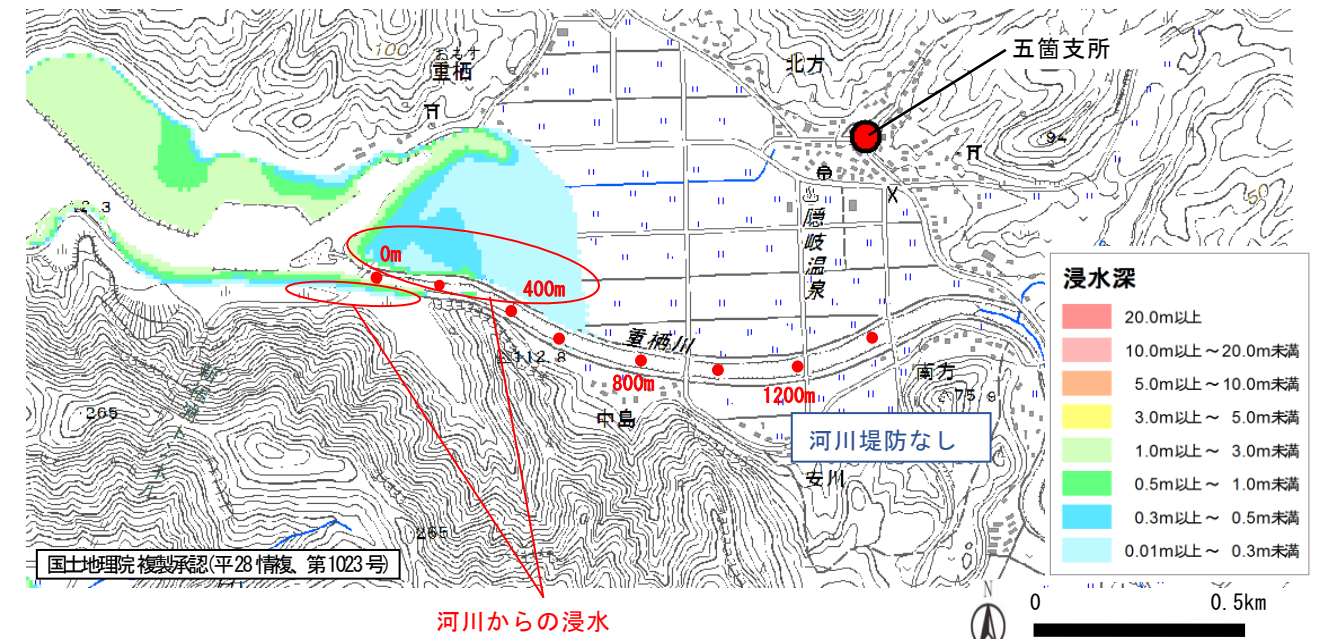 五箇支所
北方
100
おもす
重栖
94
50
隠岐温泉
2.3
0m
400m
重栖川
112.8
800m
1200m
南方
75.9
中島
河川堤防なし
安川
265
265
浸水深
20.0m以上
10.0m以上～20.0m未満
5.0m以上～10.0m未満
3.0m以上～ 5.0m未満
1.0m以上～ 3.0m未満
0.5m以上～ 1.0m未満
0.3m以上～ 0.5m未満
0.01m以上～ 0.3m未満
国土地理院 複製承認(平28情複、第1023号)
河川からの浸水
N
0 0.5km